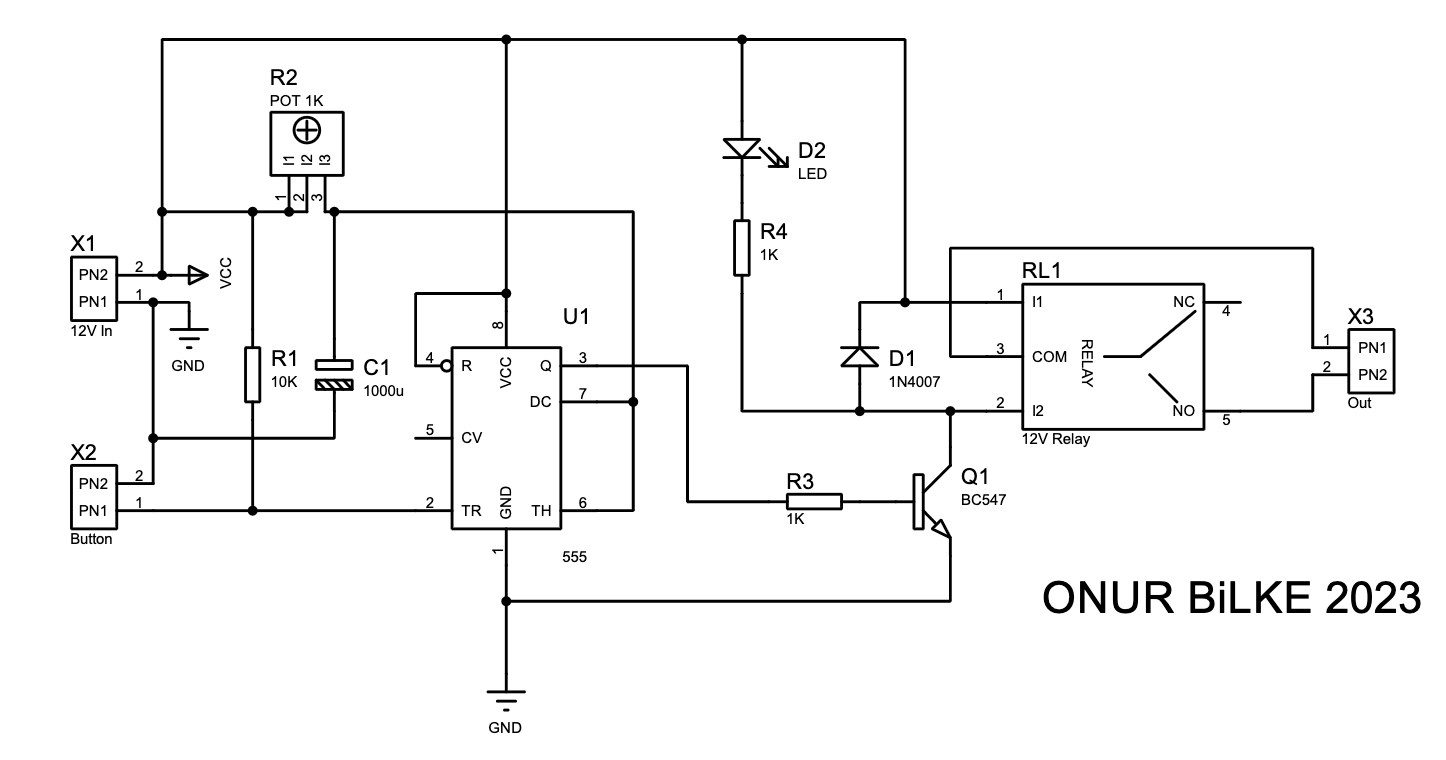 R2
POT 1K
I1 I2 I3
1 2 3
X1
PN2 2
PN1 1
12V In
VCC
GND
R1
10K
C1
1000u
X2
PN2 2
PN1 1
Button
U1
8
4 R VCC Q 3
DC 7
5 CV
2 TR GND TH 6
1
555
GND
D2
LED
R4
1K
D1
1N4007
R3
1K
Q1
BC547
RL1
1 I1 NC 4
3 COM RELAY
2 I2 NO 5
12V Relay
X3
1 PN1
2 PN2
Out
ONUR BiLKE 2023